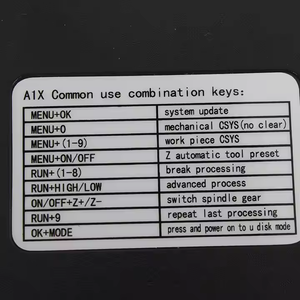 A1X Common use combination keys:
MENU+OK system update
MENU+0 mechanical CSYS(no clear)
MENU+(1-9) work piece CSYS
MENU+ON/OFF Z automatic tool preset
RUN+(1-8) break processing
RUN+HIGH/LOW advanced process
ON/OFF+Z+/Z- switch spindle gear
RUN+9 repeat last processing
OK+MODE press and power on to u disk mode